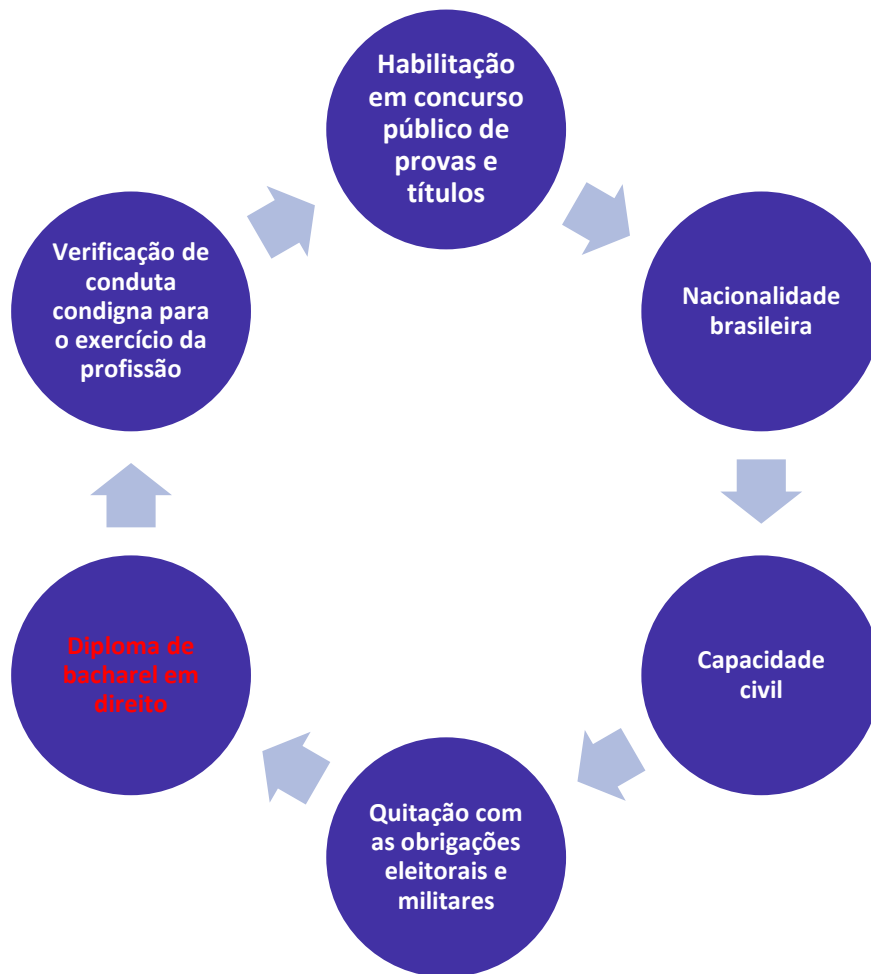 Habilitação
em concurso
público de
provas e
títulos
Nacionalidade
brasileira
Capacidade
civil
Quitação com
as obrigações
eleitorais e
militares
Diploma de
bacharel em
direito
Verificação de
conduta
condigna para
o exercício da
profissão